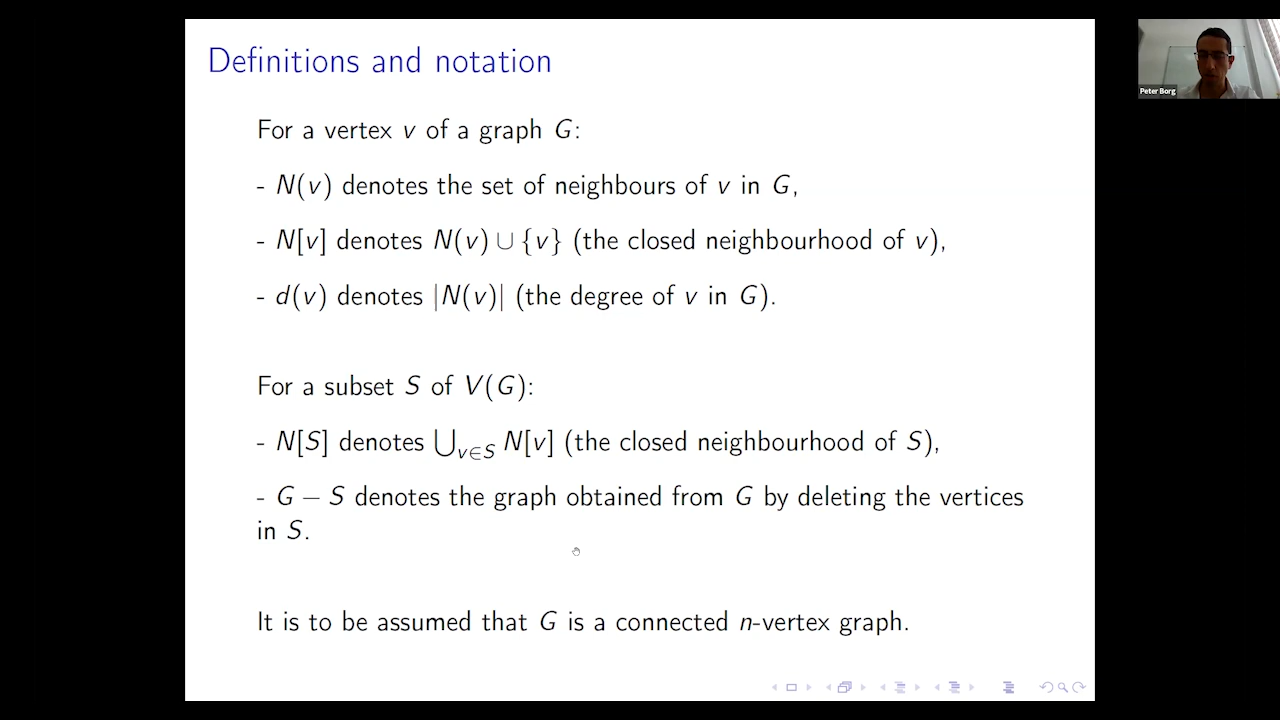 Definitions and notation
Peter Borg
For a vertex v of a graph G:
- N(v) denotes the set of neighbours of v in G,
- N[v] denotes N(v) ∪ {v} (the closed neighbourhood of v),
- d(v) denotes |N(v)| (the degree of v in G).
For a subset S of V(G):
- N[S] denotes ⋃_{v∈S} N[v] (the closed neighbourhood of S),
- G − S denotes the graph obtained from G by deleting the vertices
in S.
It is to be assumed that G is a connected n-vertex graph.